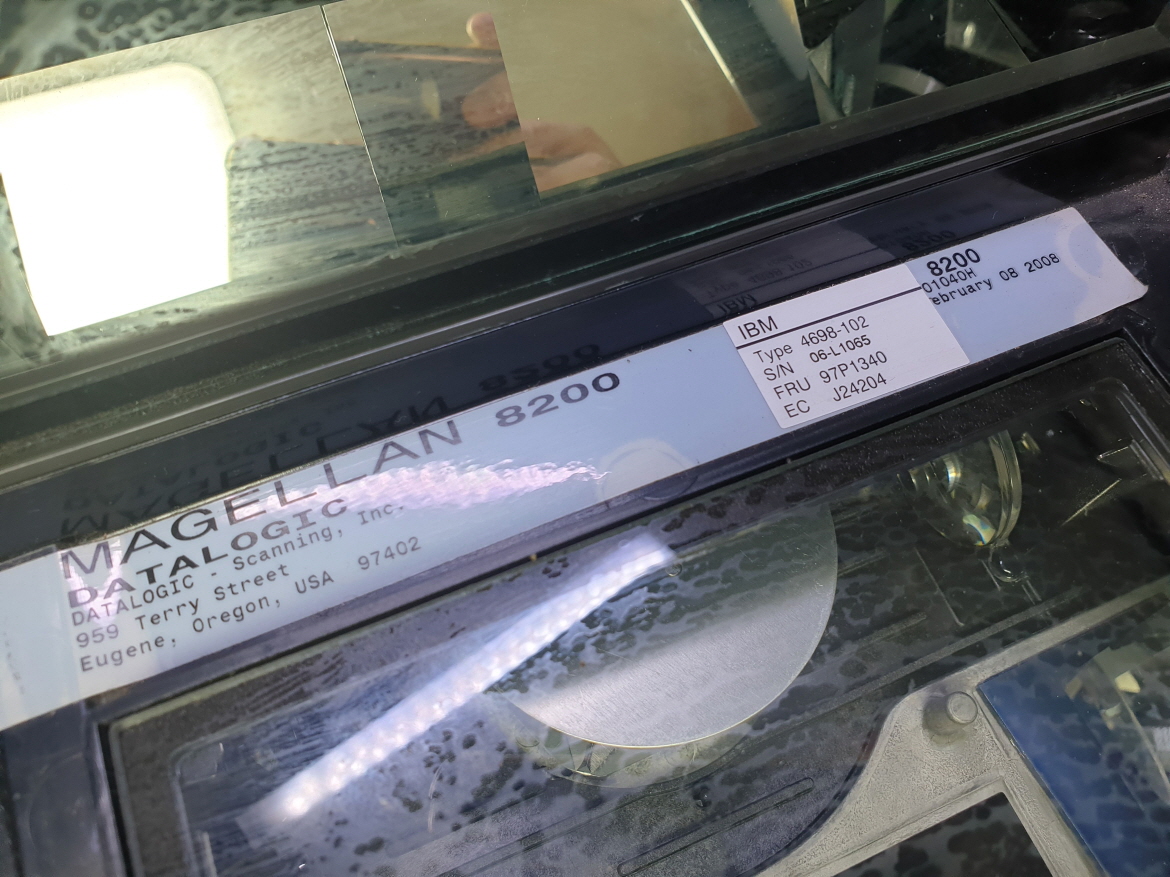 MAGELLAN 8200
DATALOGIC
DATALOGIC - Scanning, Inc.
959 Terry Street
Eugene, Oregon, USA 97402
IBM
Type 4698-102
S/N 06-L1065
FRU 97P1340
EC J24204
8200
01040H
ebruary 08 2008